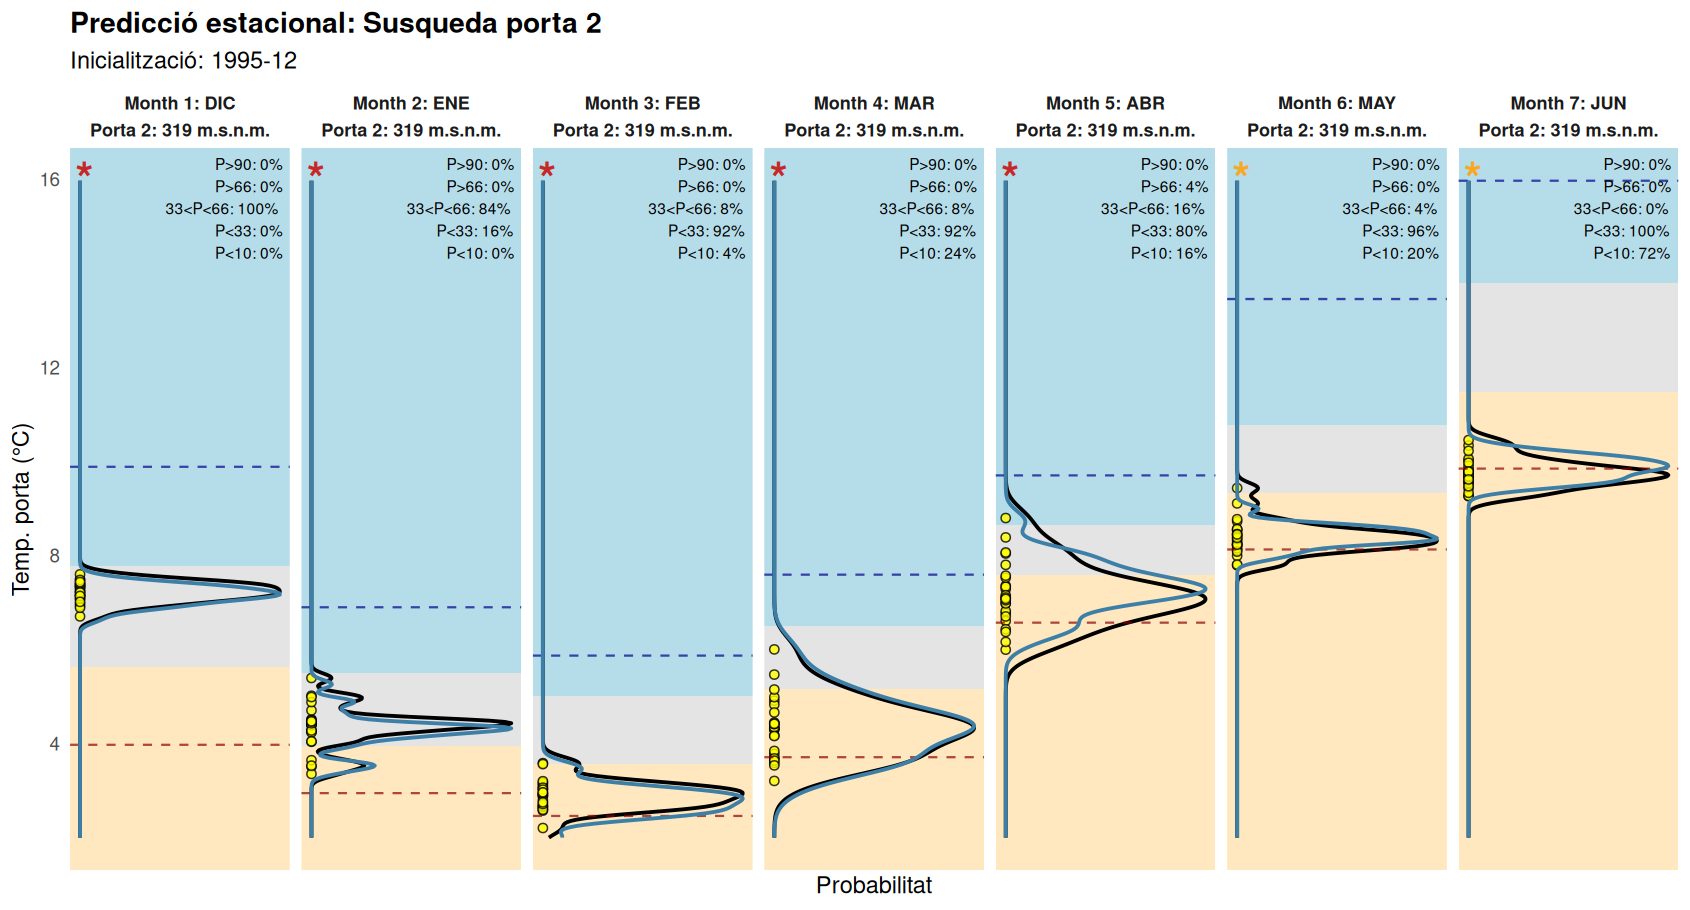 Predicció estacional: Susqueda porta 2
Inicialització: 1995-12
Month 1: DIC
Porta 2: 319 m.s.n.m.
Month 2: ENE
Porta 2: 319 m.s.n.m.
Month 3: FEB
Porta 2: 319 m.s.n.m.
Month 4: MAR
Porta 2: 319 m.s.n.m.
Month 5: ABR
Porta 2: 319 m.s.n.m.
Month 6: MAY
Porta 2: 319 m.s.n.m.
Month 7: JUN
Porta 2: 319 m.s.n.m.
Temp. porta (°C)
16
12
8
4
*
P>90: 0%
P>66: 0%
33<P<66: 100%
P<33: 0%
P<10: 0%
*
P>90: 0%
P>66: 0%
33<P<66: 84%
P<33: 16%
P<10: 0%
*
P>90: 0%
P>66: 0%
33<P<66: 8%
P<33: 92%
P<10: 4%
*
P>90: 0%
P>66: 0%
33<P<66: 8%
P<33: 92%
P<10: 24%
*
P>90: 0%
P>66: 4%
33<P<66: 16%
P<33: 80%
P<10: 16%
*
P>90: 0%
P>66: 0%
33<P<66: 4%
P<33: 96%
P<10: 20%
*
P>90: 0%
P>66: 0%
33<P<66: 0%
P<33: 100%
P<10: 72%
Probabilitat